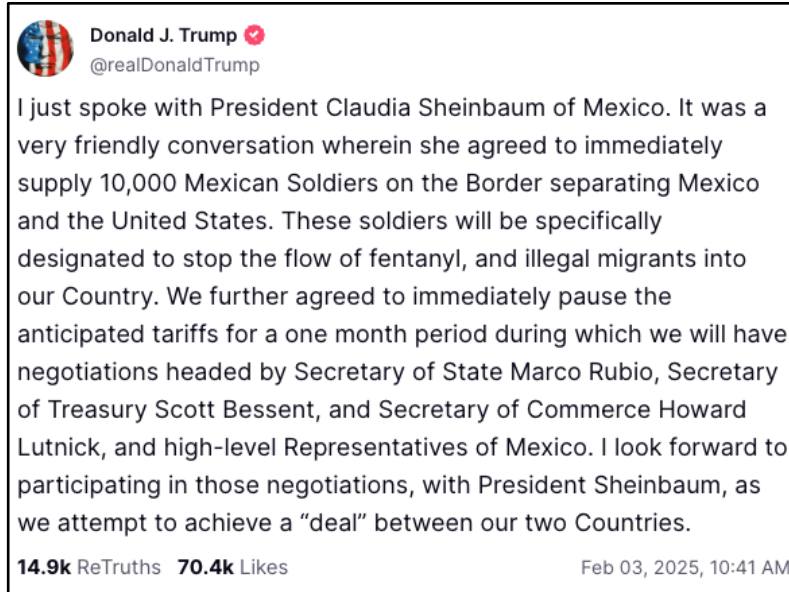 Donald J. Trump
@realDonaldTrump
I just spoke with President Claudia Sheinbaum of Mexico. It was a
very friendly conversation wherein she agreed to immediately
supply 10,000 Mexican Soldiers on the Border separating Mexico
and the United States. These soldiers will be specifically
designated to stop the flow of fentanyl, and illegal migrants into
our Country. We further agreed to immediately pause the
anticipated tariffs for a one month period during which we will have
negotiations headed by Secretary of State Marco Rubio, Secretary
of Treasury Scott Bessent, and Secretary of Commerce Howard
Lutnick, and high-level Representatives of Mexico. I look forward to
participating in those negotiations, with President Sheinbaum, as
we attempt to achieve a “deal” between our two Countries.
14.9k ReTruths 70.4k Likes Feb 03, 2025, 10:41 AM